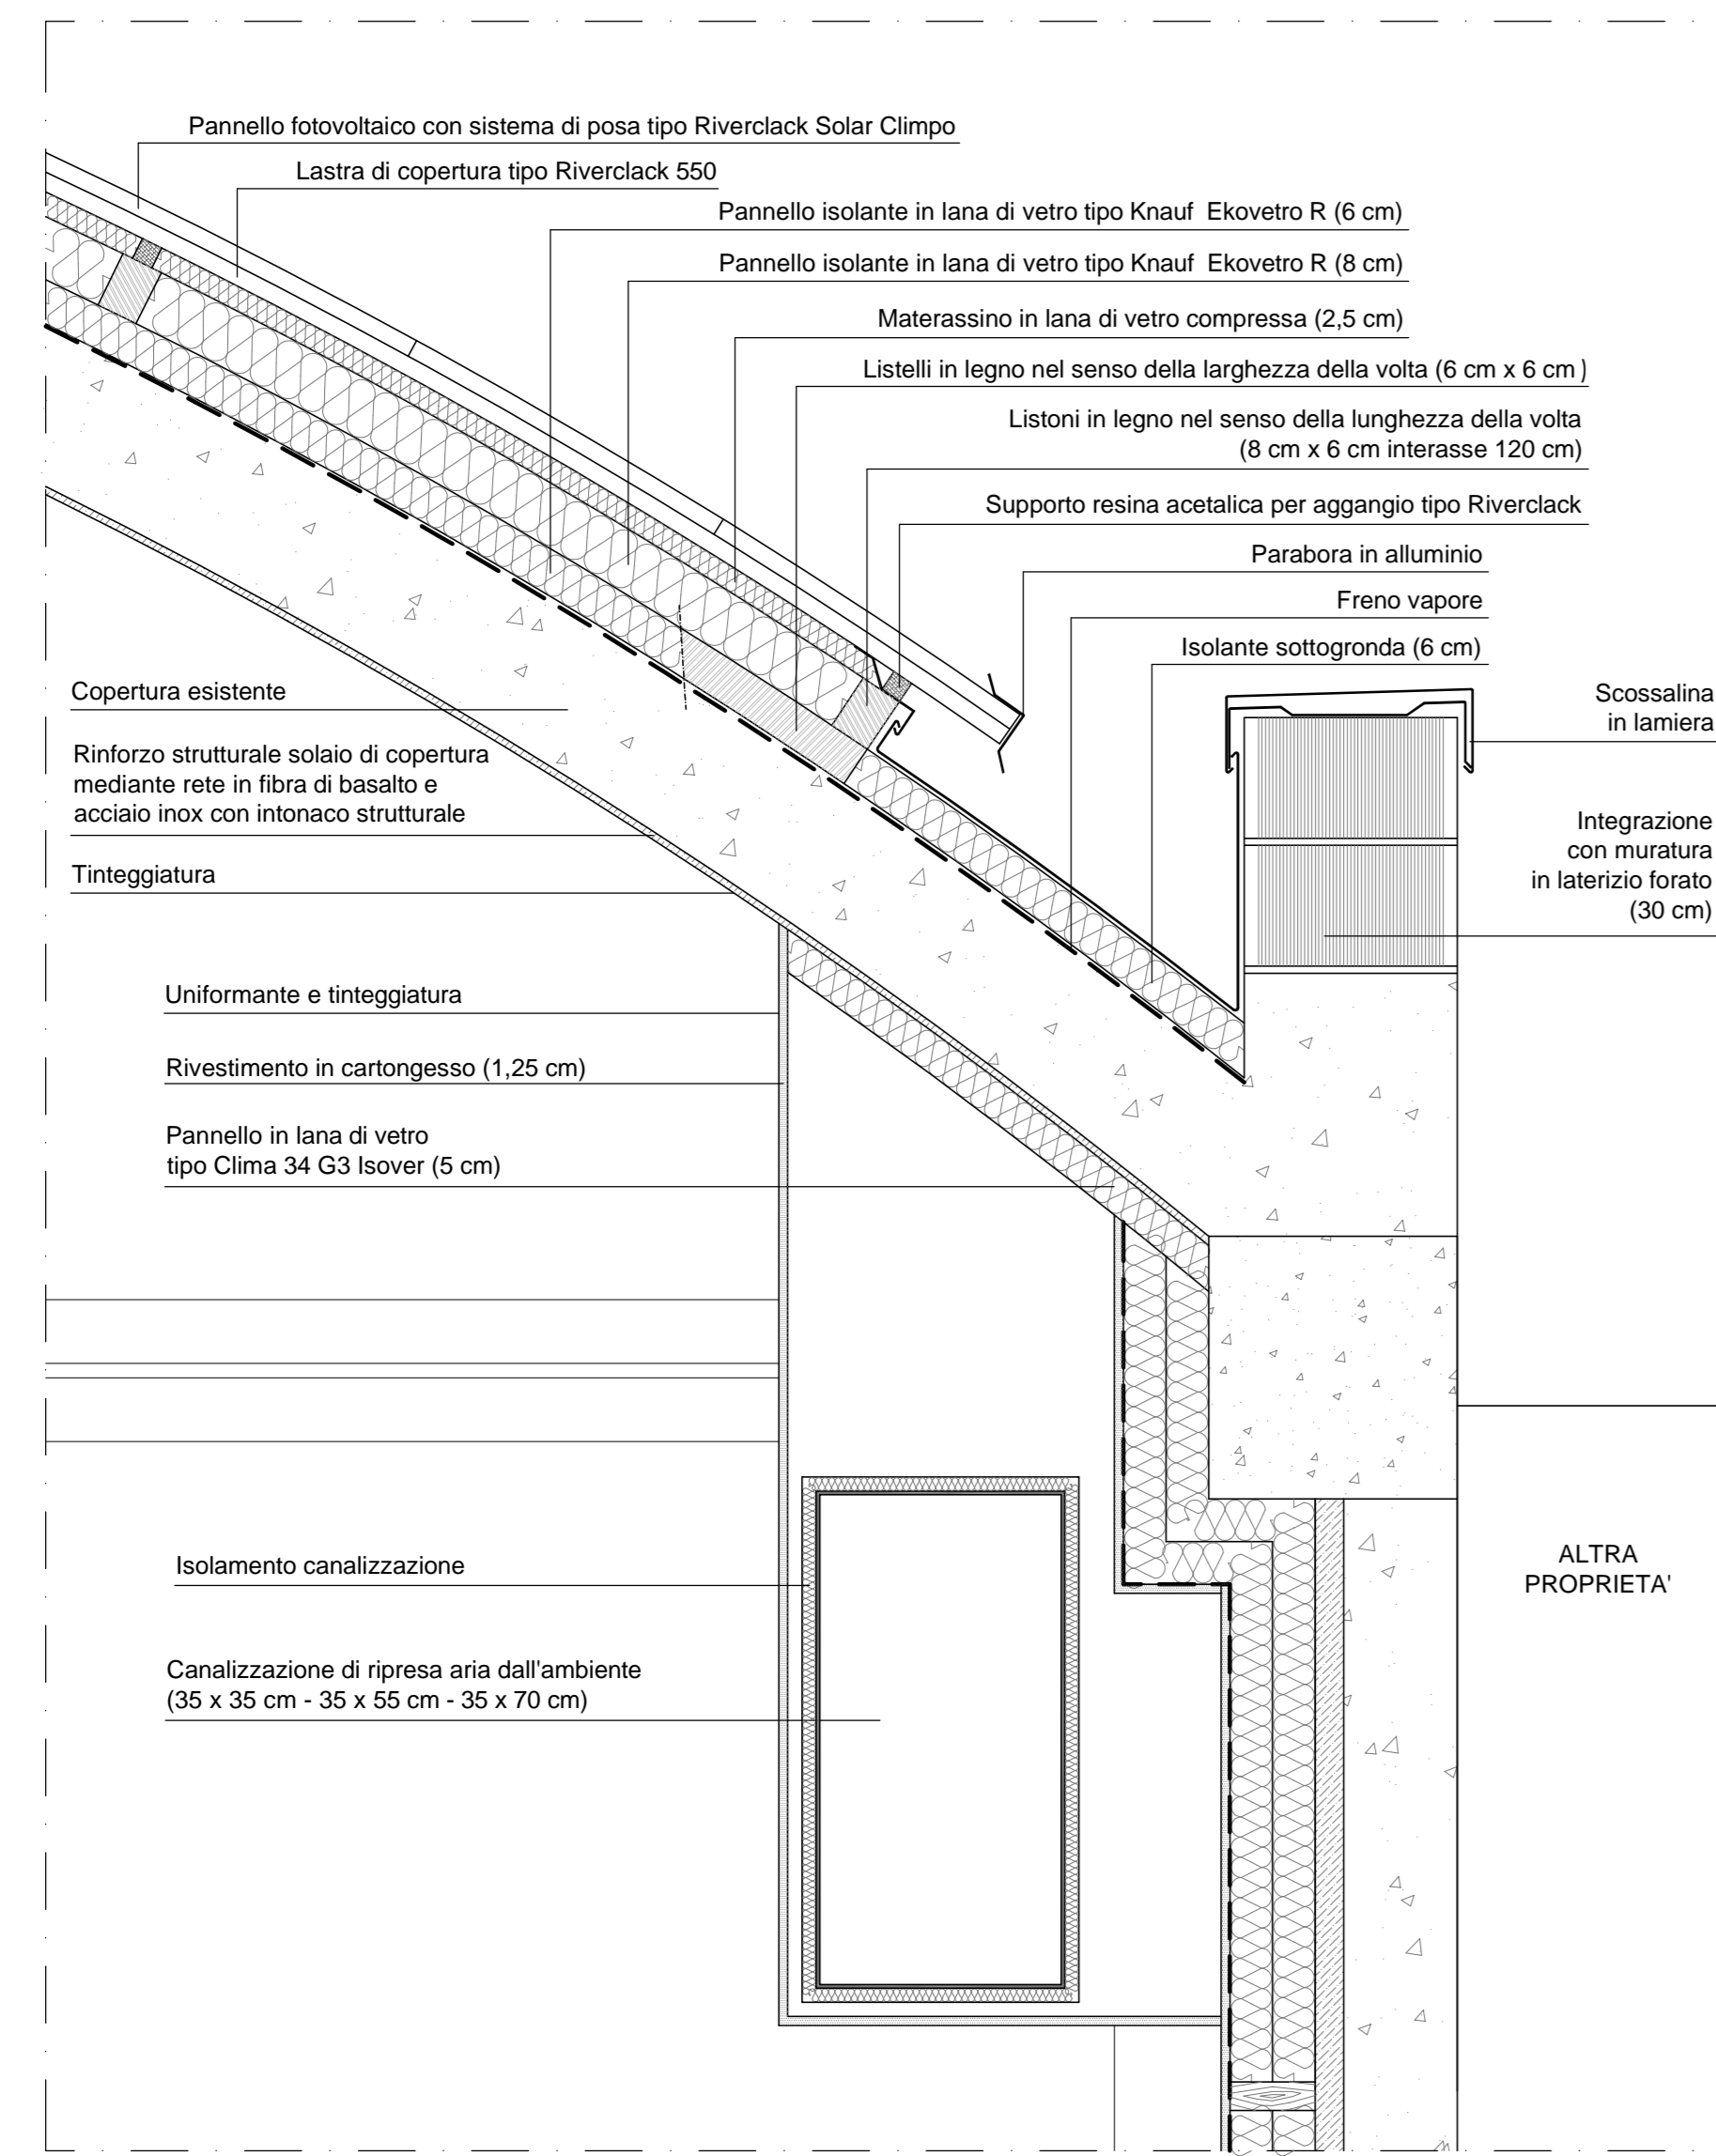 Pannello fotovoltaico con sistema di posa tipo Riverclack Solar Climpo
Lastra di copertura tipo Riverclack 550
Pannello isolante in lana di vetro tipo Knauf Ekovetro R (6 cm)
Pannello isolante in lana di vetro tipo Knauf Ekovetro R (8 cm)
Materassino in lana di vetro compressa (2,5 cm)
Listelli in legno nel senso della larghezza della volta (6 cm x 6 cm )
Listoni in legno nel senso della lunghezza della volta
(8 cm x 6 cm interasse 120 cm)
Supporto resina acetalica per aggangio tipo Riverclack
Parabora in alluminio
Freno vapore
Isolante sottogronda (6 cm)
Scossalina
in lamiera
Integrazione
con muratura
in laterizio forato
(30 cm)
Copertura esistente
Rinforzo strutturale solaio di copertura
mediante rete in fibra di basalto e
acciaio inox con intonaco strutturale
Tinteggiatura
Uniformante e tinteggiatura
Rivestimento in cartongesso (1,25 cm)
Pannello in lana di vetro
tipo Clima 34 G3 Isover (5 cm)
Isolamento canalizzazione
Canalizzazione di ripresa aria dall'ambiente
(35 x 35 cm - 35 x 55 cm - 35 x 70 cm)
ALTRA
PROPRIETA'